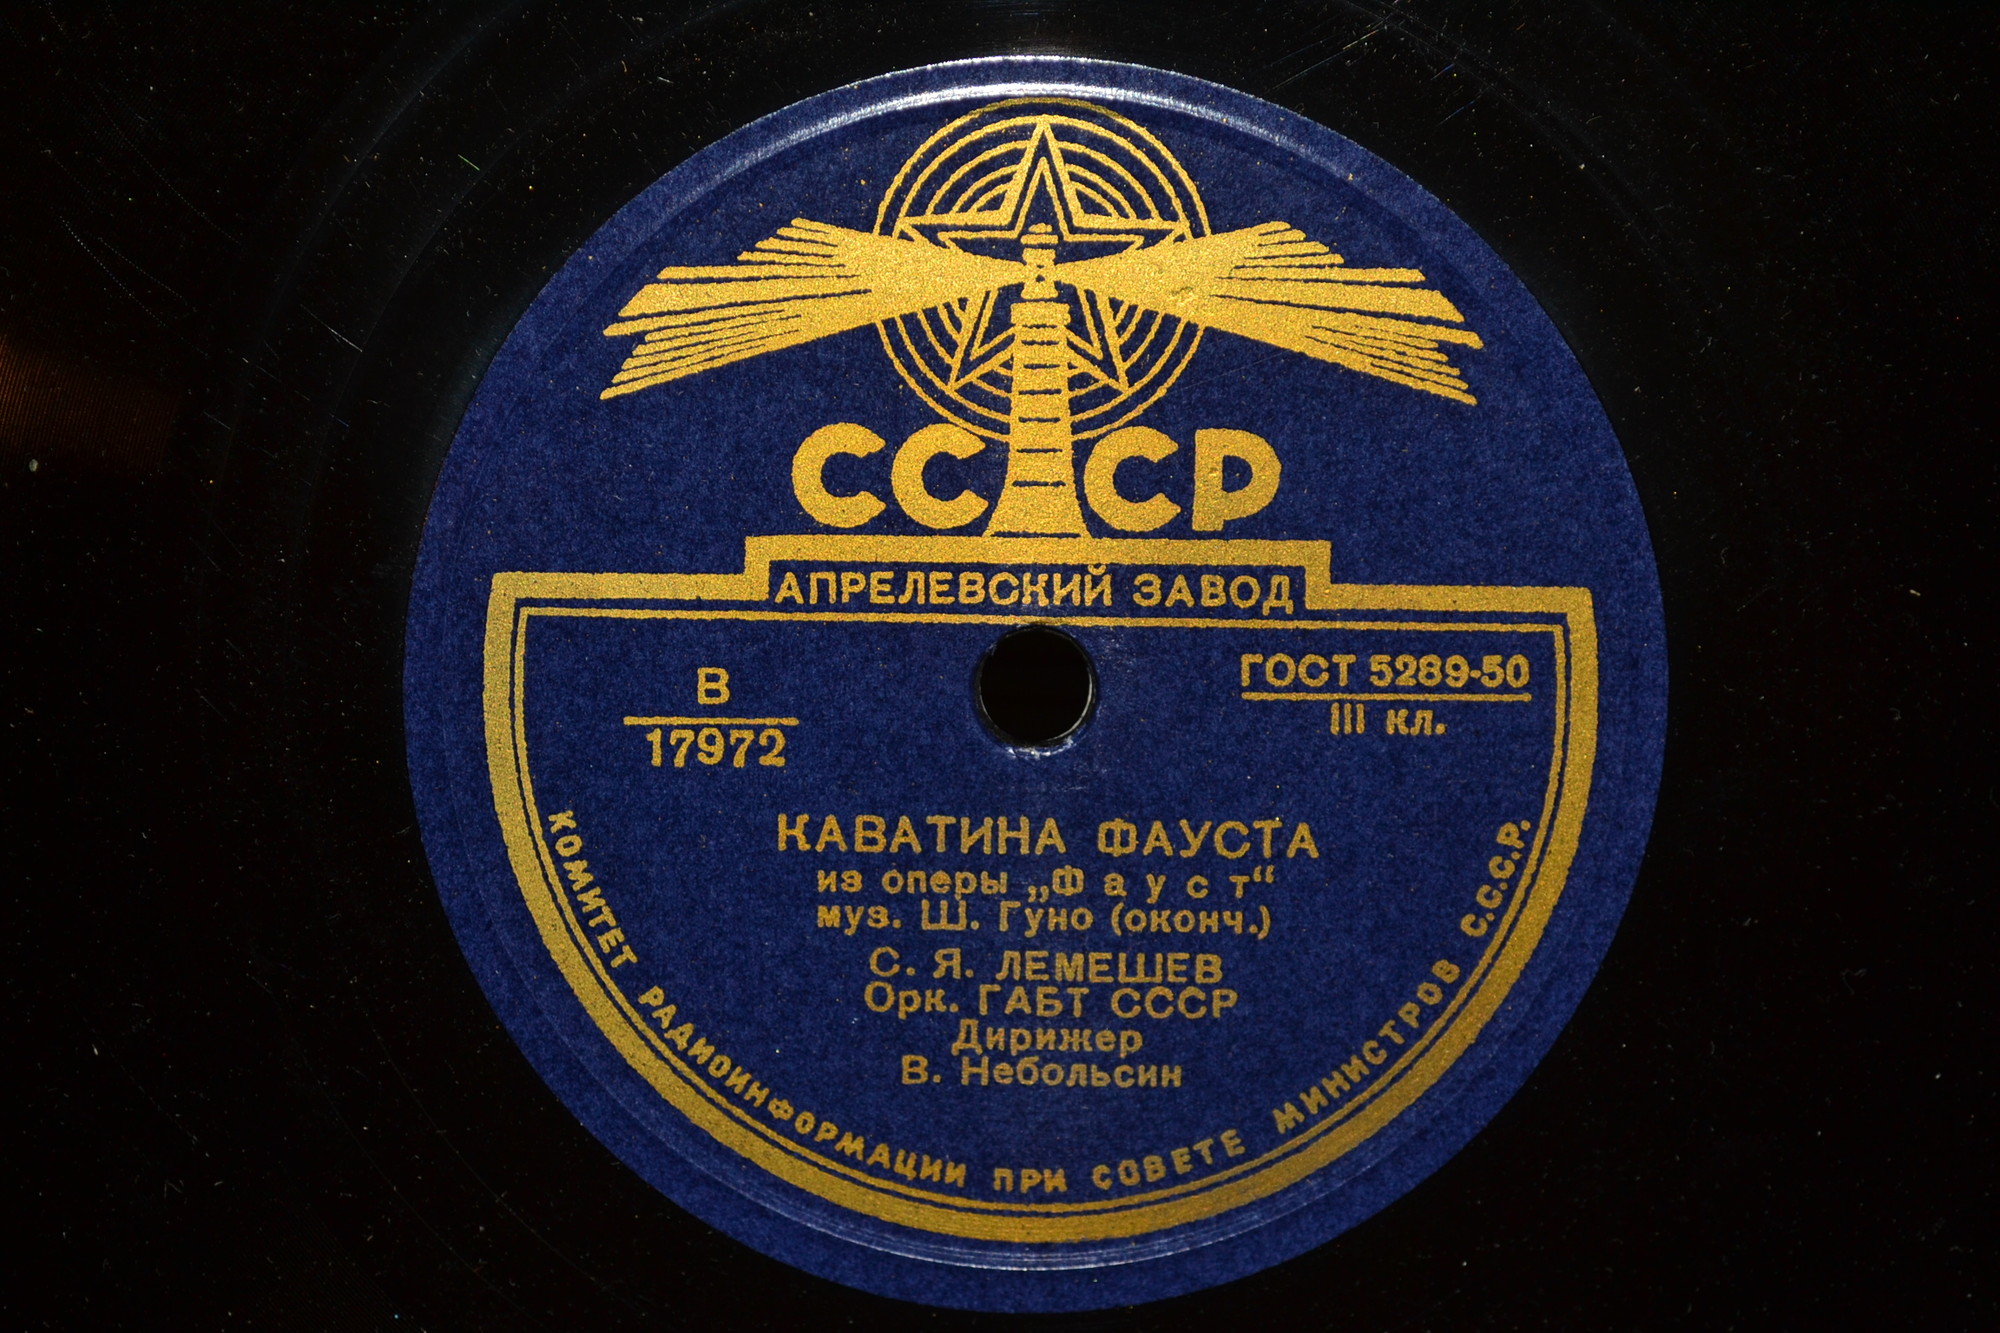 СССР
АПРЕЛЕВСКИЙ ЗАВОД
В
17972
ГОСТ 5289-50
III кл.
КАВАТИНА ФАУСТА
из оперы „Ф а у с т“
муз. Ш. Гуно (оконч.)
С. Я. ЛЕМЕШЕВ
Орк. ГАБТ СССР
Дирижер
В. Небольсин
КОМИТЕТ РАДИОИНФОРМАЦИИ ПРИ СОВЕТЕ МИНИСТРОВ С.С.С.Р.